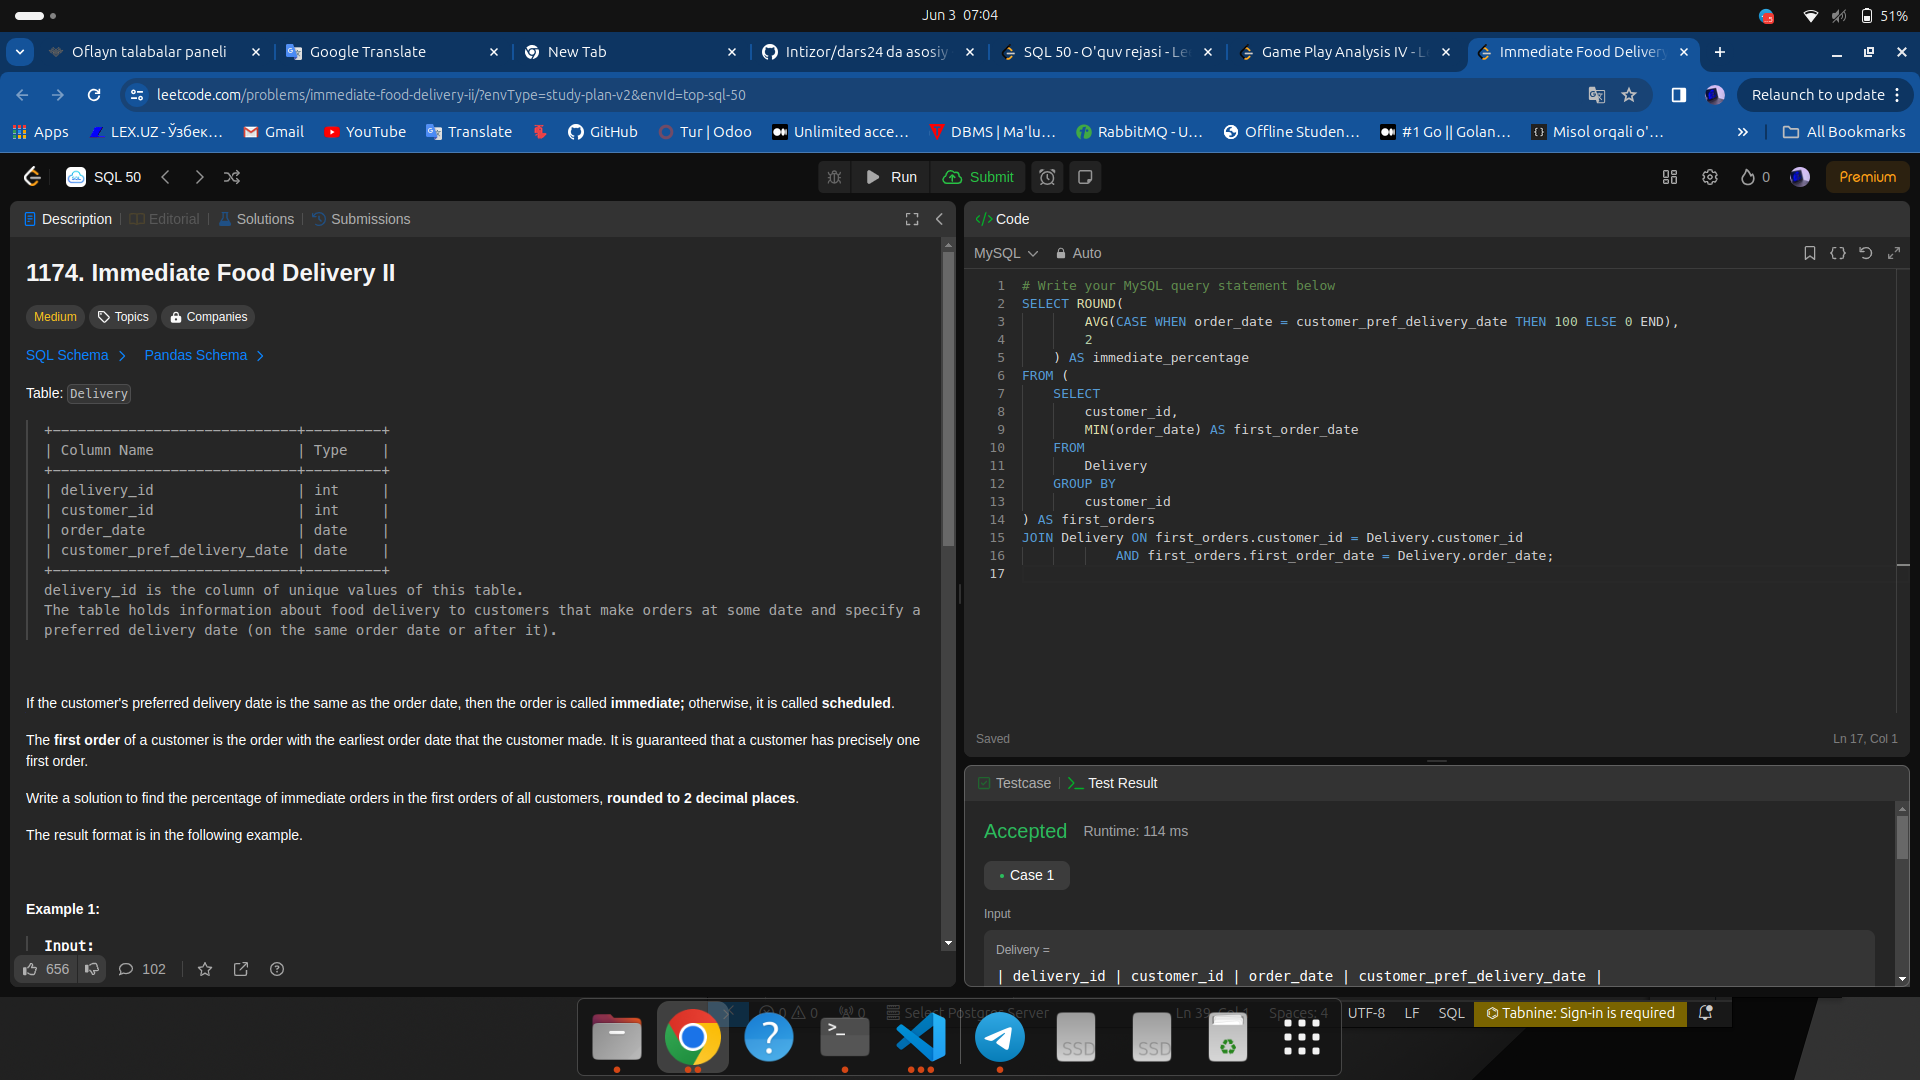 Jun 3 07:04
51%
Oflayn talabalar paneli
Google Translate
New Tab
Intizor/dars24 da asosiy
SQL 50 - O'quv rejasi - Le
Game Play Analysis IV - L
Immediate Food Delivery
leetcode.com/problems/immediate-food-delivery-ii/?envType=study-plan-v2&envId=top-sql-50
Relaunch to update
Apps
LEX.UZ - Ўзбек…
Gmail
YouTube
Translate
GitHub
Tur | Odoo
Unlimited acce…
DBMS | Ma'lu…
RabbitMQ - U…
Offline Studen…
#1 Go || Golan…
Misol orqali o'…
»
All Bookmarks
SQL 50
Run
Submit
0
Premium
Description | Editorial | Solutions | Submissions
1174. Immediate Food Delivery II
Medium
Topics
Companies
SQL Schema
Pandas Schema
Table: Delivery
+-----------------------------+---------+
| Column Name                 | Type    |
+-----------------------------+---------+
| delivery_id                 | int     |
| customer_id                 | int     |
| order_date                  | date    |
| customer_pref_delivery_date | date    |
+-----------------------------+---------+
delivery_id is the column of unique values of this table.
The table holds information about food delivery to customers that make orders at some date and specify a
preferred delivery date (on the same order date or after it).
If the customer's preferred delivery date is the same as the order date, then the order is called immediate; otherwise, it is called scheduled.
The first order of a customer is the order with the earliest order date that the customer made. It is guaranteed that a customer has precisely one
first order.
Write a solution to find the percentage of immediate orders in the first orders of all customers, rounded to 2 decimal places.
The result format is in the following example.
Example 1:
Input:
656
102
</> Code
MySQL
Auto
1 # Write your MySQL query statement below
2 SELECT ROUND(
3 AVG(CASE WHEN order_date = customer_pref_delivery_date THEN 100 ELSE 0 END),
4 2
5 ) AS immediate_percentage
6 FROM (
7 SELECT
8 customer_id,
9 MIN(order_date) AS first_order_date
10 FROM
11 Delivery
12 GROUP BY
13 customer_id
14 ) AS first_orders
15 JOIN Delivery ON first_orders.customer_id = Delivery.customer_id
16 AND first_orders.first_order_date = Delivery.order_date;
17
Saved
Ln 17, Col 1
Testcase | >_ Test Result
Accepted
Runtime: 114 ms
Case 1
Input
Delivery =
| delivery_id | customer_id | order_date | customer_pref_delivery_date |
0
0
0
Select Postgres Server
Ln 39, Col 1
Spaces: 4
UTF-8
LF
SQL
Tabnine: Sign-in is required
>_
SSD
SSD